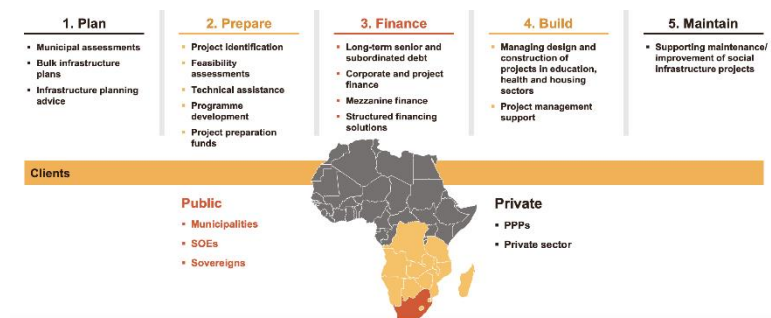 1. Plan
▪ Municipal assessments
▪ Bulk infrastructure
plans
▪ Infrastructure planning
advice
2. Prepare
▪ Project identification
▪ Feasibility
assessments
▪ Technical assistance
▪ Programme
development
▪ Project preparation
funds
3. Finance
▪ Long-term senior and
subordinated debt
▪ Corporate and project
finance
▪ Mezzanine finance
▪ Structured financing
solutions
4. Build
▪ Managing design and
construction of
projects in education,
health and housing
sectors
▪ Project management
support
5. Maintain
▪ Supporting maintenance/
improvement of social
infrastructure projects
Clients
Public
▪ Municipalities
▪ SOEs
▪ Sovereigns
Private
▪ PPPs
▪ Private sector